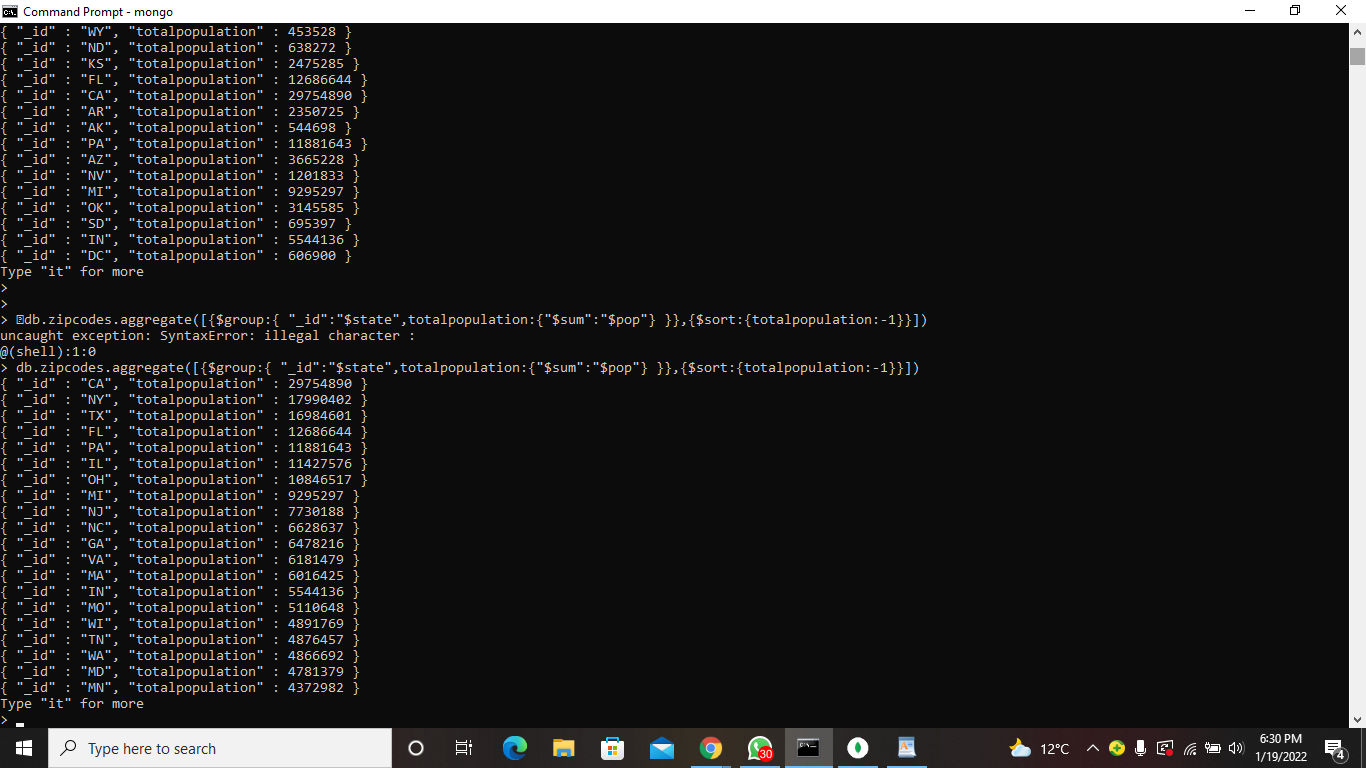 Command Prompt - mongo
{ "_id" : "WY", "totalpopulation" : 453528 }
{ "_id" : "ND", "totalpopulation" : 638272 }
{ "_id" : "KS", "totalpopulation" : 2475285 }
{ "_id" : "FL", "totalpopulation" : 12686644 }
{ "_id" : "CA", "totalpopulation" : 29754890 }
{ "_id" : "AR", "totalpopulation" : 2350725 }
{ "_id" : "AK", "totalpopulation" : 544698 }
{ "_id" : "PA", "totalpopulation" : 11881643 }
{ "_id" : "AZ", "totalpopulation" : 3665228 }
{ "_id" : "NV", "totalpopulation" : 1201833 }
{ "_id" : "MI", "totalpopulation" : 9295297 }
{ "_id" : "OK", "totalpopulation" : 3145585 }
{ "_id" : "SD", "totalpopulation" : 695397 }
{ "_id" : "IN", "totalpopulation" : 5544136 }
{ "_id" : "DC", "totalpopulation" : 606900 }
Type "it" for more
>
>
> db.zipcodes.aggregate([{$group:{ "_id":"$state",totalpopulation:{"$sum":"$pop"} }},{$sort:{totalpopulation:-1}}])
uncaught exception: SyntaxError: illegal character :
@(shell):1:0
> db.zipcodes.aggregate([{$group:{ "_id":"$state",totalpopulation:{"$sum":"$pop"} }},{$sort:{totalpopulation:-1}}])
{ "_id" : "CA", "totalpopulation" : 29754890 }
{ "_id" : "NY", "totalpopulation" : 17990402 }
{ "_id" : "TX", "totalpopulation" : 16984601 }
{ "_id" : "FL", "totalpopulation" : 12686644 }
{ "_id" : "PA", "totalpopulation" : 11881643 }
{ "_id" : "IL", "totalpopulation" : 11427576 }
{ "_id" : "OH", "totalpopulation" : 10846517 }
{ "_id" : "MI", "totalpopulation" : 9295297 }
{ "_id" : "NJ", "totalpopulation" : 7730188 }
{ "_id" : "NC", "totalpopulation" : 6628637 }
{ "_id" : "GA", "totalpopulation" : 6478216 }
{ "_id" : "VA", "totalpopulation" : 6181479 }
{ "_id" : "MA", "totalpopulation" : 6016425 }
{ "_id" : "IN", "totalpopulation" : 5544136 }
{ "_id" : "MO", "totalpopulation" : 5110648 }
{ "_id" : "WI", "totalpopulation" : 4891769 }
{ "_id" : "TN", "totalpopulation" : 4876457 }
{ "_id" : "WA", "totalpopulation" : 4866692 }
{ "_id" : "MD", "totalpopulation" : 4781379 }
{ "_id" : "MN", "totalpopulation" : 4372982 }
Type "it" for more
>
Type here to search
30
12°C
6:30 PM
1/19/2022
4